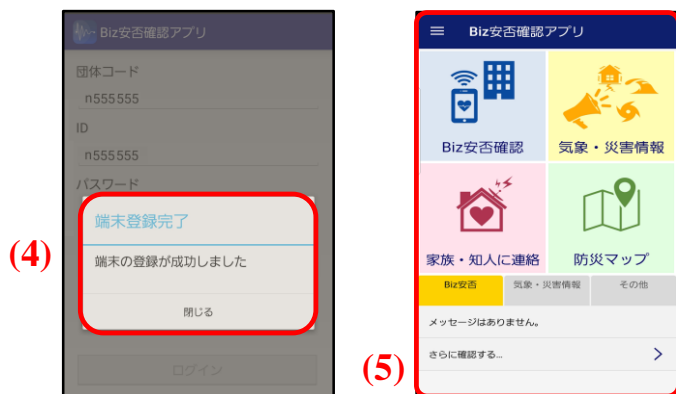 Biz安否確認アプリ
団体コード
n555555
ID
n555555
パスワード
端末登録完了
端末の登録が成功しました
閉じる
ログイン
(4)
Biz安否確認アプリ
Biz安否確認
気象・災害情報
家族・知人に連絡
防災マップ
Biz安否
気象・災害情報
その他
メッセージはありません。
さらに確認する...
(5)